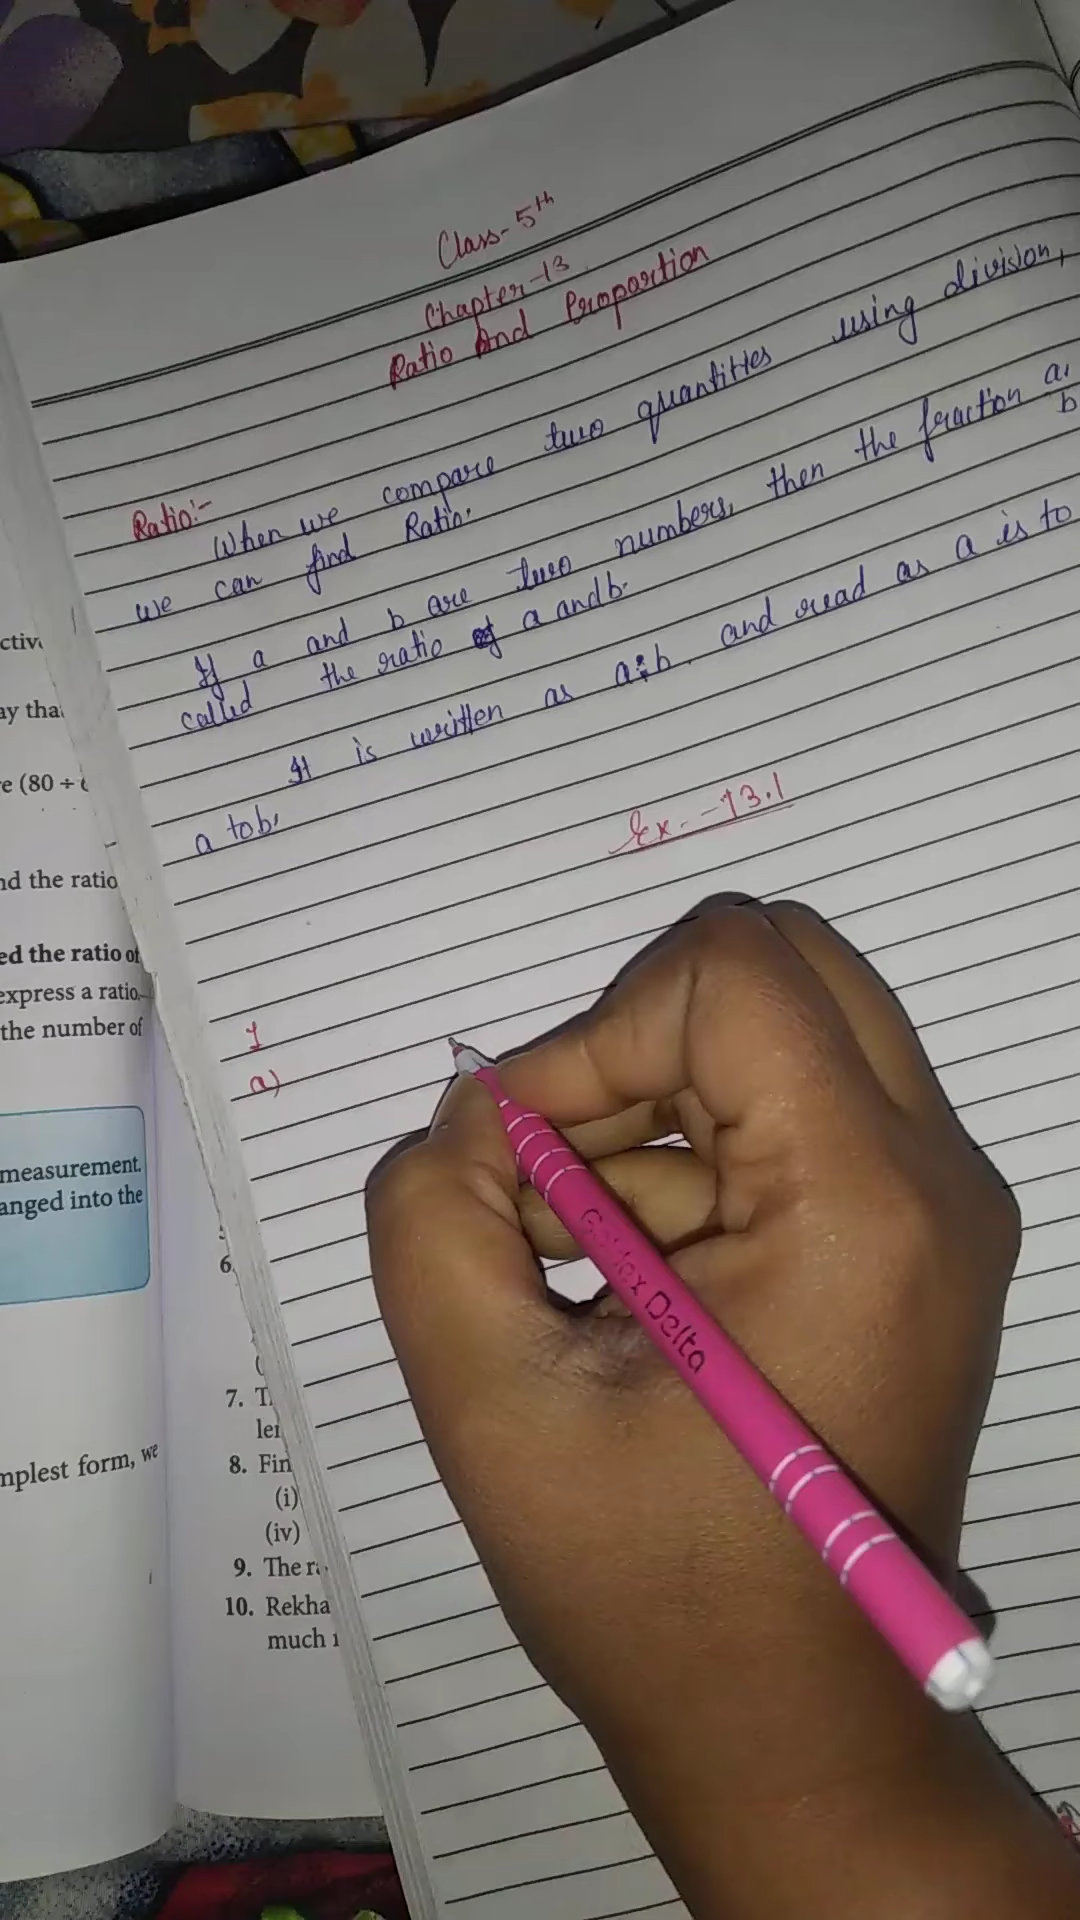 Class-5th
Chapter-13
Ratio And Proportion
Ratio:-
When we compare two quantities using division,
we can find Ratio.
If a and b are two numbers, then the fraction a
b
called the ratio of a and b.
It is written as a:b. and read as a is to
a to b.
Ex.-13.1
1
a)
Goldex Delta
ay tha
e (80 ÷
nd the ratio
ed the ratio of
express a ratio
the number of
measurement.
anged into the
mplest form, we
6.
7.
8. Fin
(i)
(iv)
9. The
10. Rekha
much